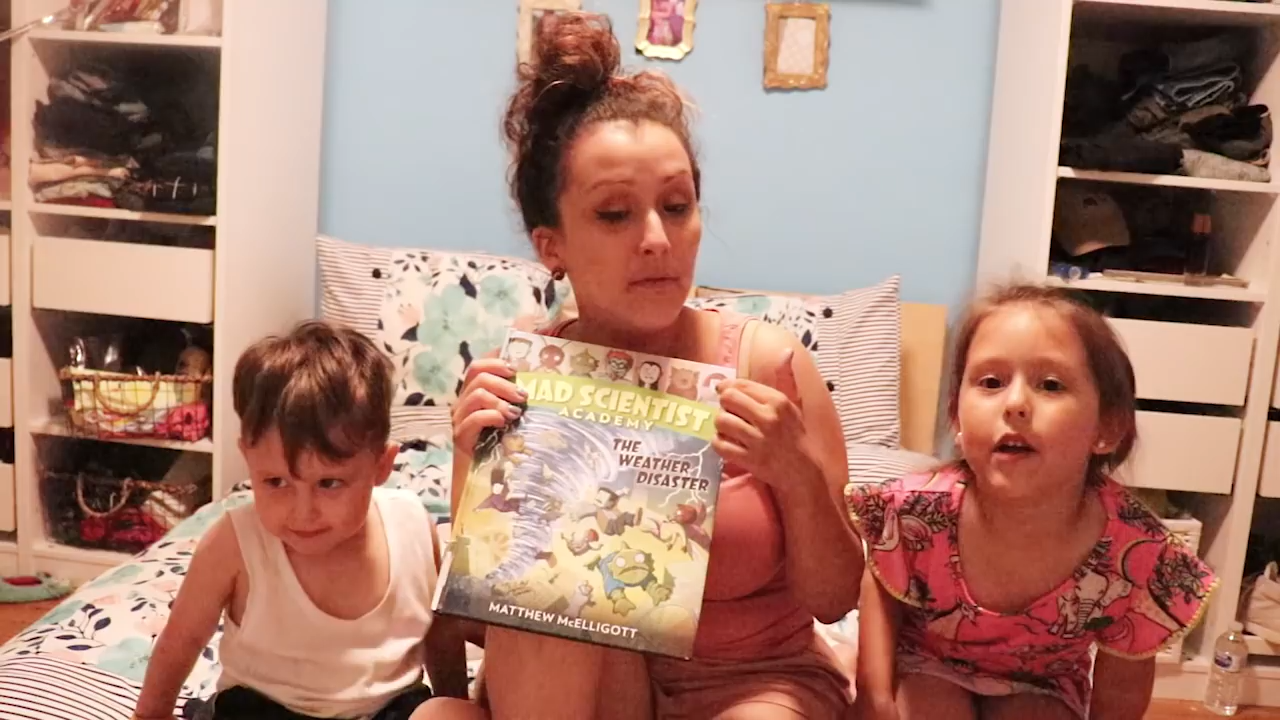 MAD SCIENTIST
ACADEMY
THE
WEATHER
DISASTER
MATTHEW McELLIGOTT